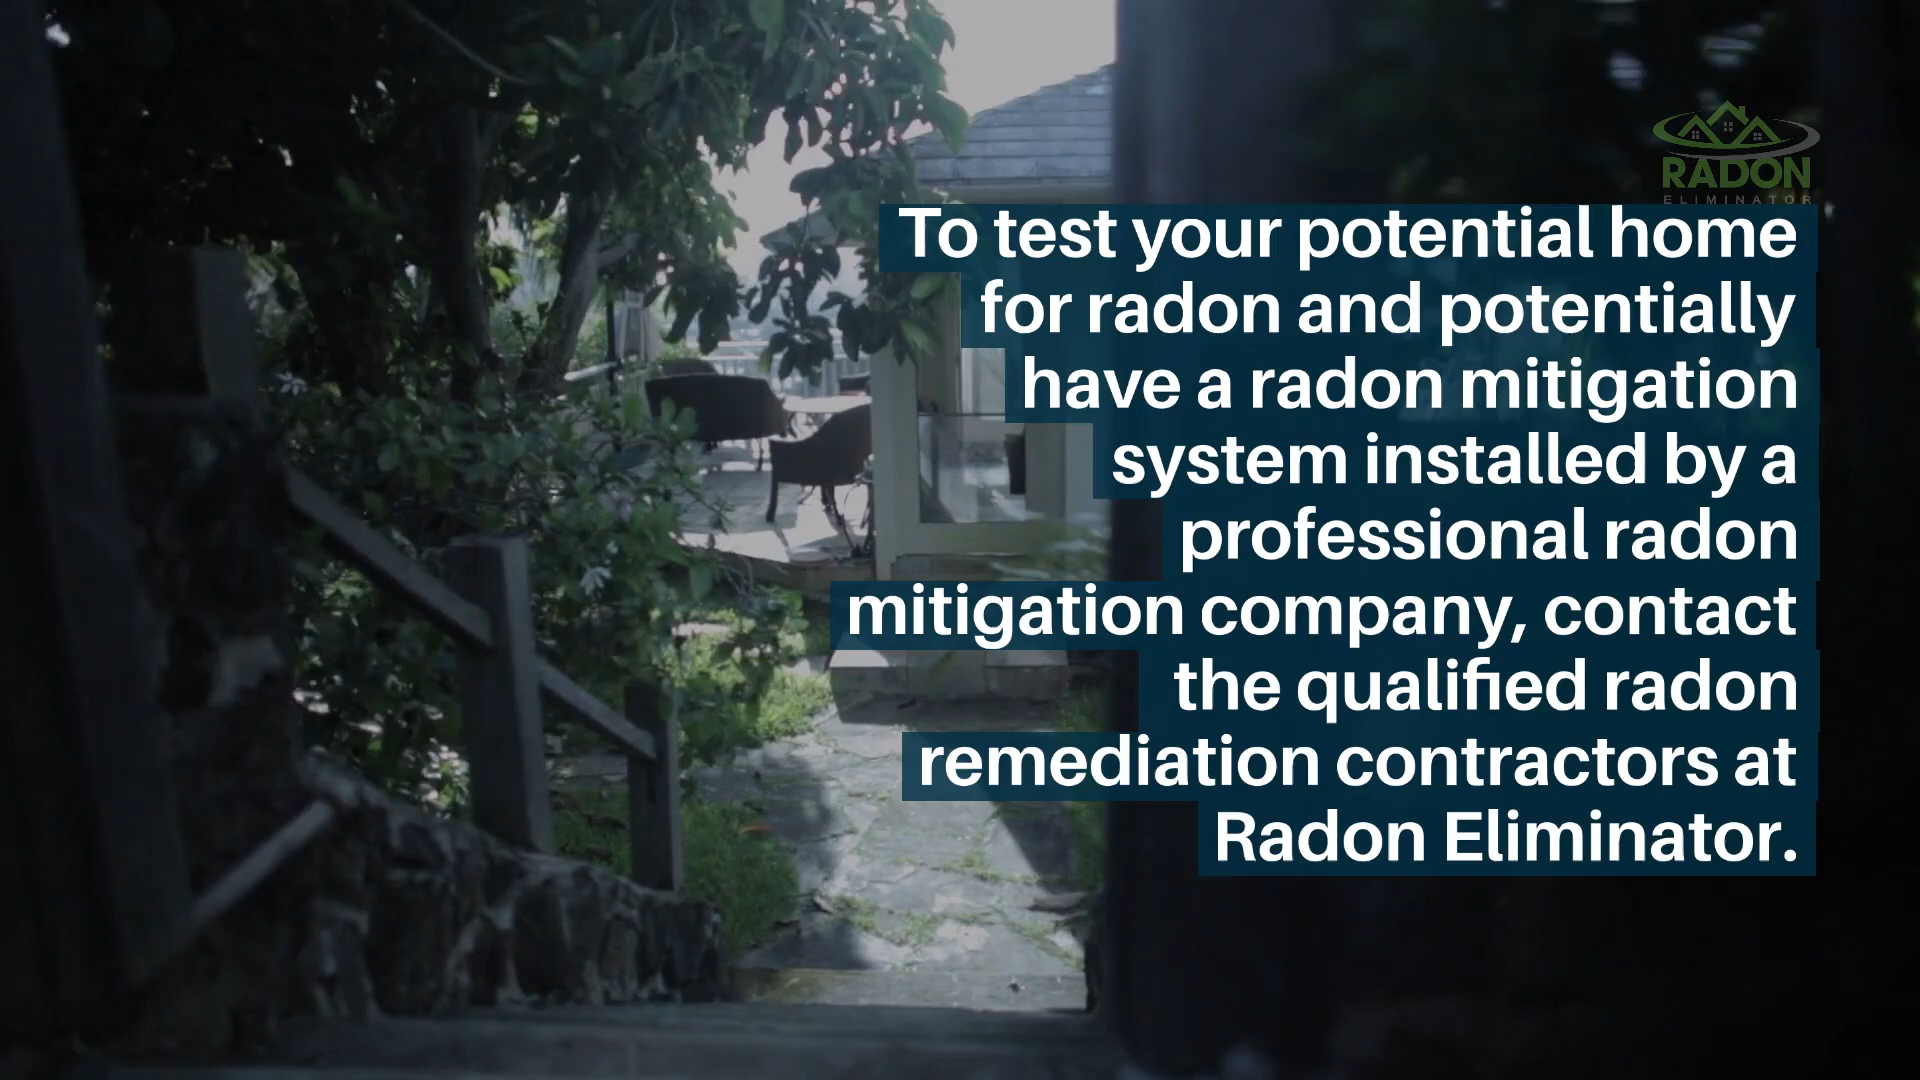 RADON
ELIMINATOR
To test your potential home
for radon and potentially
have a radon mitigation
system installed by a
professional radon
mitigation company, contact
the qualified radon
remediation contractors at
Radon Eliminator.